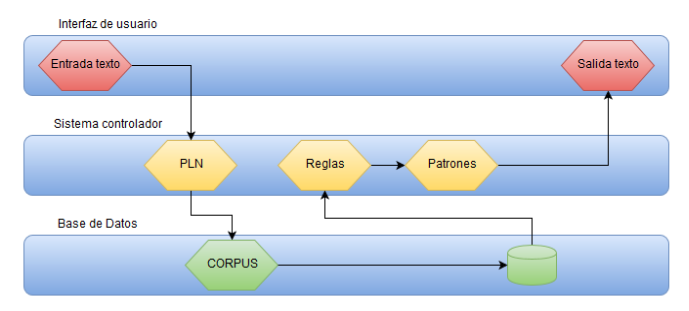 Interfaz de usuario
Entrada texto
Salida texto
Sistema controlador
PLN
Reglas
Patrones
Base de Datos
CORPUS